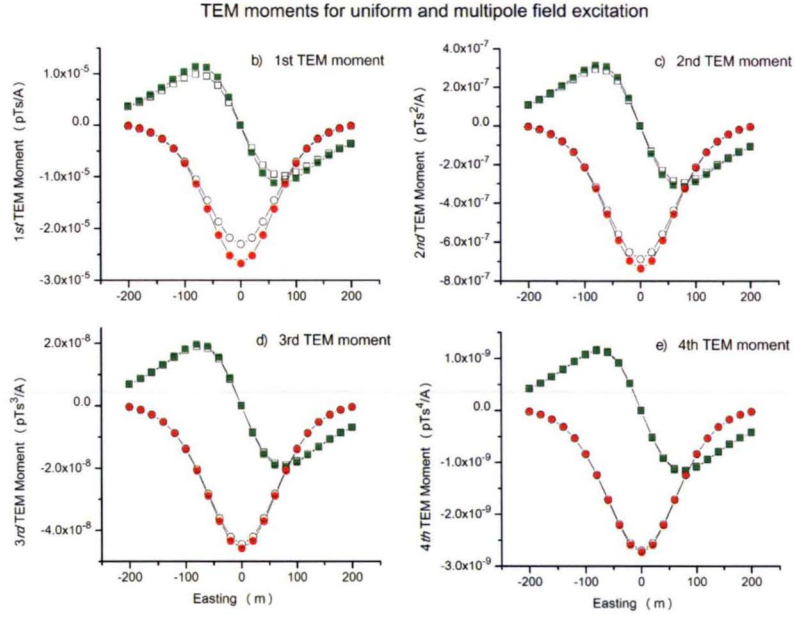 TEM moments for uniform and multipole field excitation
b) 1st TEM moment
1.0x10⁻⁵
0.0
-1.0x10⁻⁵
-2.0x10⁻⁵
-3.0x10⁻⁵
1st TEM Moment ( pTs/A)
-200 -100 0 100 200
c) 2nd TEM moment
4.0x10⁻⁷
2.0x10⁻⁷
0.0
-2.0x10⁻⁷
-4.0x10⁻⁷
-6.0x10⁻⁷
-8.0x10⁻⁷
2nd TEM Moment ( pTs²/A)
-200 -100 0 100 200
d) 3rd TEM moment
2.0x10⁻⁸
0.0
-2.0x10⁻⁸
-4.0x10⁻⁸
3rd TEM Moment ( pTs³/A)
-200 -100 0 100 200
Easting ( m )
e) 4th TEM moment
1.0x10⁻⁹
0.0
-1.0x10⁻⁹
-2.0x10⁻⁹
-3.0x10⁻⁹
4th TEM Moment ( pTs⁴/A)
-200 -100 0 100 200
Easting ( m )